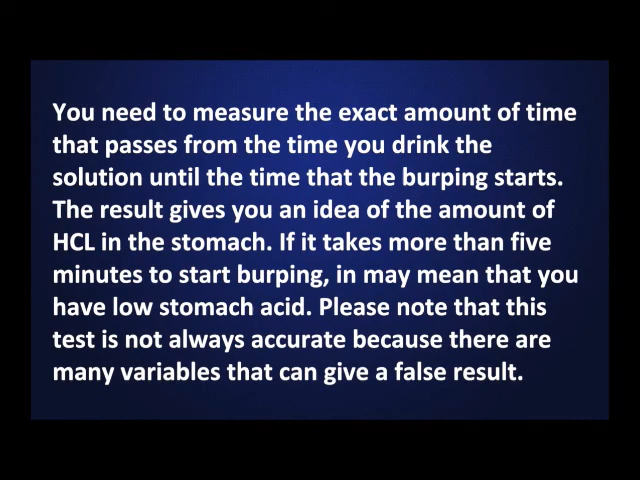 You need to measure the exact amount of time
that passes from the time you drink the
solution until the time that the burping starts.
The result gives you an idea of the amount of
HCL in the stomach. If it takes more than five
minutes to start burping, in may mean that you
have low stomach acid. Please note that this
test is not always accurate because there are
many variables that can give a false result.